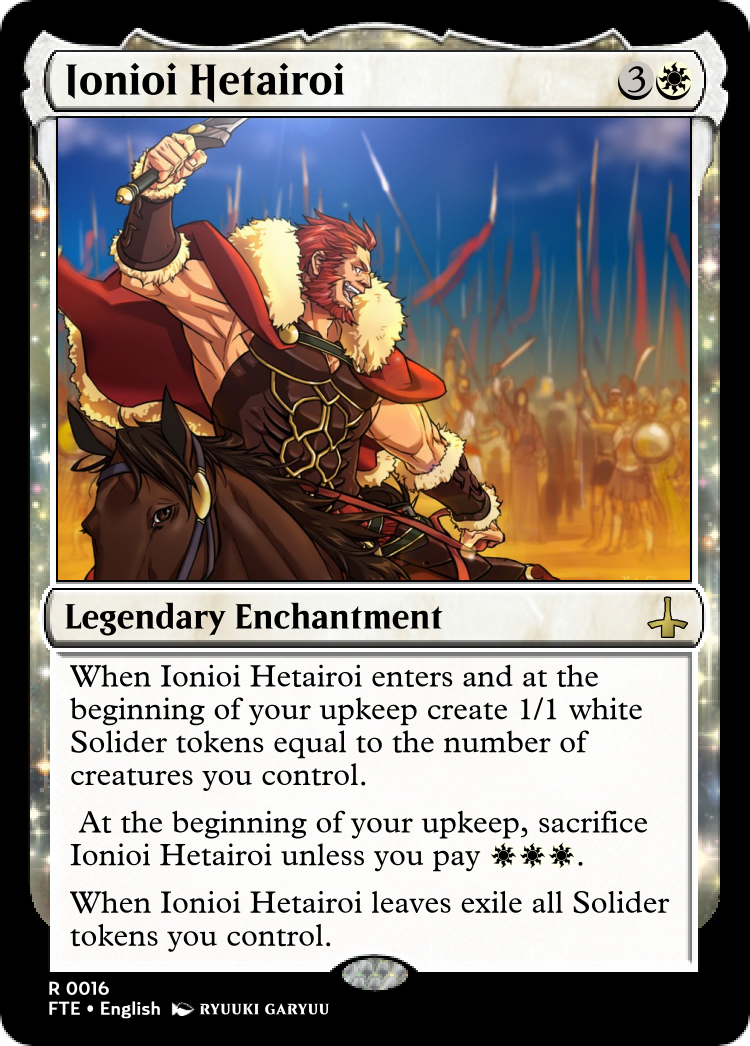 Ionioi Hetairoi
3
Legendary Enchantment
When Ionioi Hetairoi enters and at the
beginning of your upkeep create 1/1 white
Solider tokens equal to the number of
creatures you control.
At the beginning of your upkeep, sacrifice
Ionioi Hetairoi unless you pay
.
When Ionioi Hetairoi leaves exile all Solider
tokens you control.
R 0016
FTE • English RYUUKI GARYUU